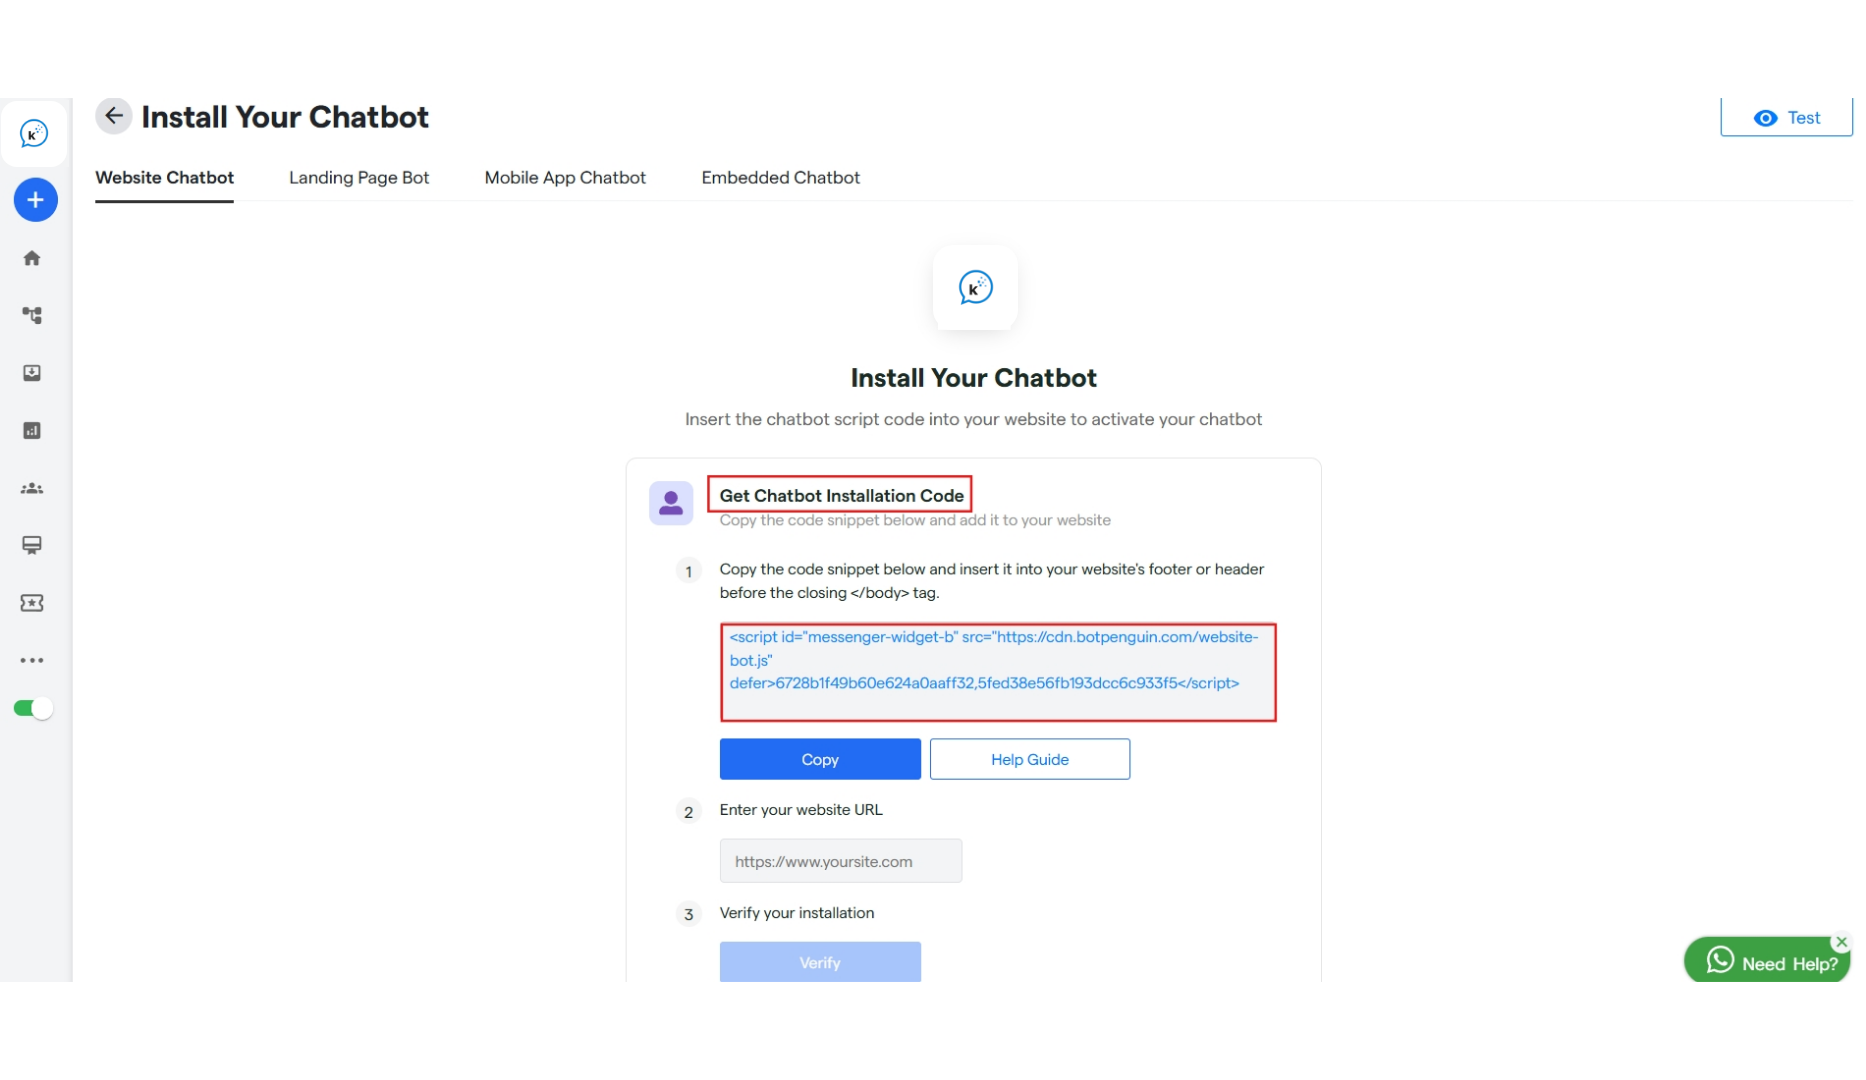 Install Your Chatbot
Test
Website Chatbot
Landing Page Bot
Mobile App Chatbot
Embedded Chatbot
k
k
Install Your Chatbot
Insert the chatbot script code into your website to activate your chatbot
Get Chatbot Installation Code
Copy the code snippet below and add it to your website
1
Copy the code snippet below and insert it into your website's footer or header
before the closing </body> tag.
<script id="messenger-widget-b" src="https://cdn.botpenguin.com/website-
bot.js"
defer>6728b1f49b60e624a0aaff32,5fed38e56fb193dcc6c933f5</script>
Copy
Help Guide
2
Enter your website URL
https://www.yoursite.com
3
Verify your installation
Verify
Need Help?